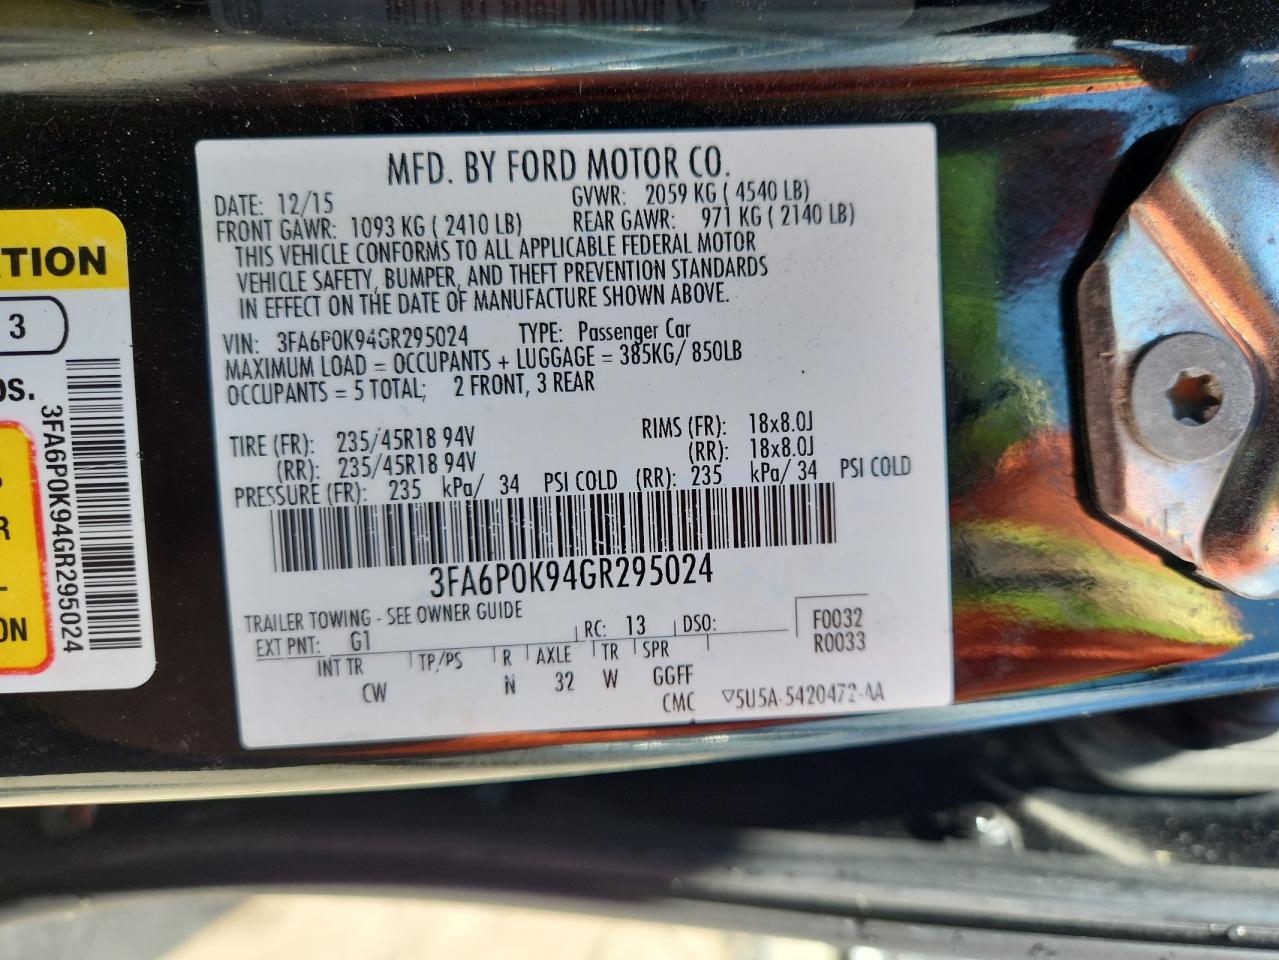 MFD. BY FORD MOTOR CO.
DATE: 12/15 GVWR: 2059 KG ( 4540 LB)
FRONT GAWR: 1093 KG ( 2410 LB) REAR GAWR: 971 KG ( 2140 LB)
THIS VEHICLE CONFORMS TO ALL APPLICABLE FEDERAL MOTOR
VEHICLE SAFETY, BUMPER, AND THEFT PREVENTION STANDARDS
IN EFFECT ON THE DATE OF MANUFACTURE SHOWN ABOVE.
VIN: 3FA6P0K94GR295024 TYPE: Passenger Car
MAXIMUM LOAD = OCCUPANTS + LUGGAGE = 385KG/ 850LB
OCCUPANTS = 5 TOTAL; 2 FRONT, 3 REAR
TIRE (FR): 235/45R18 94V RIMS (FR): 18x8.0J
(RR): 235/45R18 94V (RR): 18x8.0J
PRESSURE (FR): 235 kPa/ 34 PSI COLD (RR): 235 kPa/ 34 PSI COLD
3FA6P0K94GR295024
TRAILER TOWING - SEE OWNER GUIDE
EXT PNT: G1 RC: 13 DSO: F0032
R0033
INT TR TP/PS R AXLE TR SPR
CW N 32 W GGFF
CMC ▽5U5A-5420472-AA
3
3FA6P0K94GR295024